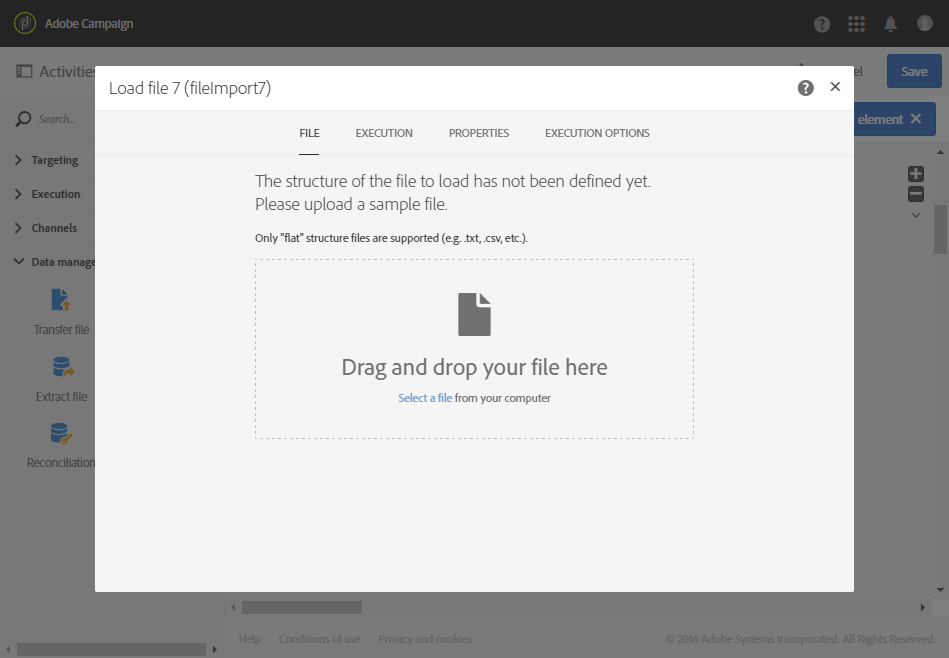 Adobe Campaign
Activities
el
Save
Load file 7 (fileImport7)
Search...
element
FILE
EXECUTION
PROPERTIES
EXECUTION OPTIONS
Targeting
Execution
Channels
Data manage
Transfer file
Extract file
Reconciliation
The structure of the file to load has not been defined yet.
Please upload a sample file.
Only "flat" structure files are supported (e.g. .txt, .csv, etc.).
Drag and drop your file here
Select a file from your computer
Help
Conditions of use
Privacy and cookies
© 2016 Adobe Systems Incorporated. All Rights Reserved.